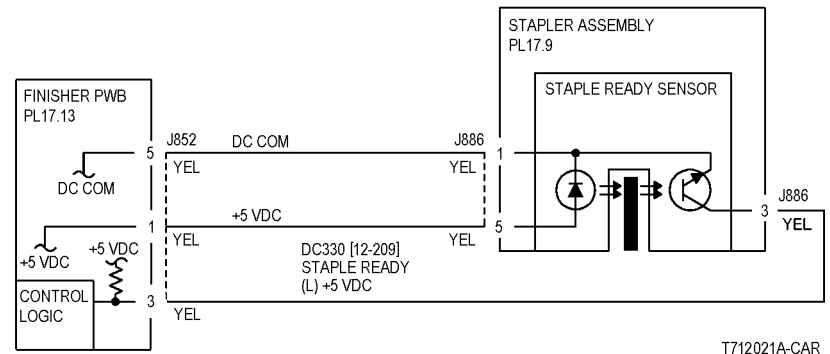 STAPLER ASSEMBLY
PL17.9
FINISHER PWB
PL17.13
STAPLE READY SENSOR
5
J852
DC COM
J886
1
YEL
YEL
DC COM
J886
3
YEL
1
+5 VDC
5
YEL
YEL
+5 VDC
+5 VDC
DC330 [12-209]
STAPLE READY
(L) +5 VDC
CONTROL
LOGIC
3
YEL
T712021A-CAR